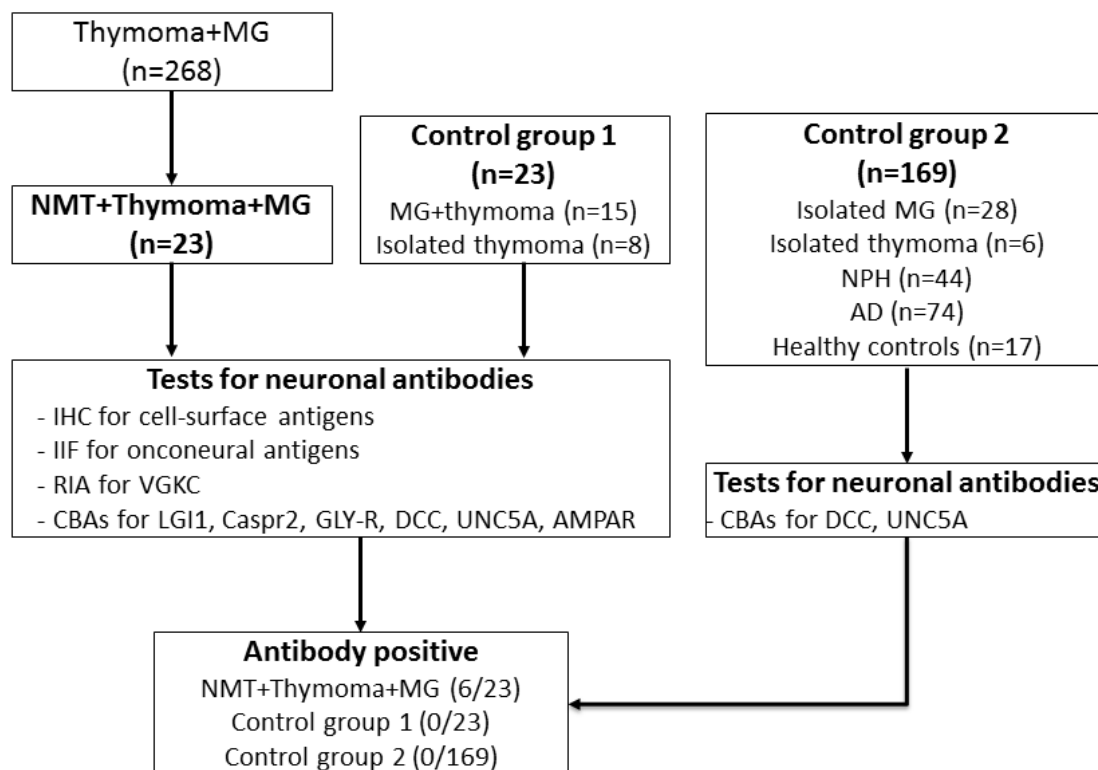 Thymoma+MG
(n=268)
NMT+Thymoma+MG
(n=23)
Control group 1
(n=23)
MG+thymoma (n=15)
Isolated thymoma (n=8)
Control group 2
(n=169)
Isolated MG (n=28)
Isolated thymoma (n=6)
NPH (n=44)
AD (n=74)
Healthy controls (n=17)
Tests for neuronal antibodies
- IHC for cell-surface antigens
- IIF for onconeural antigens
- RIA for VGKC
- CBAs for LGI1, Caspr2, GLY-R, DCC, UNC5A, AMPAR
Tests for neuronal antibodies
- CBAs for DCC, UNC5A
Antibody positive
NMT+Thymoma+MG (6/23)
Control group 1 (0/23)
Control group 2 (0/169)